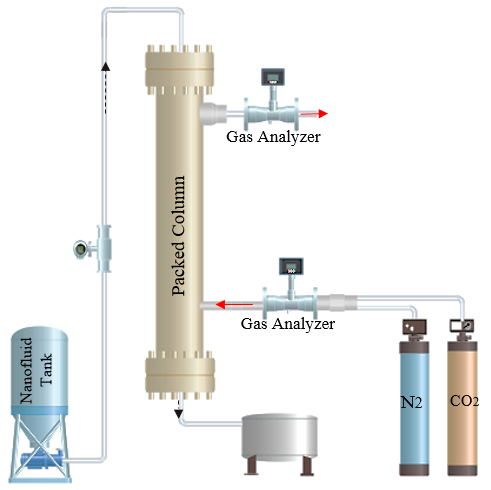 Gas Analyzer
Packed Column
Gas Analyzer
Nanofluid
Tank
N2
CO2